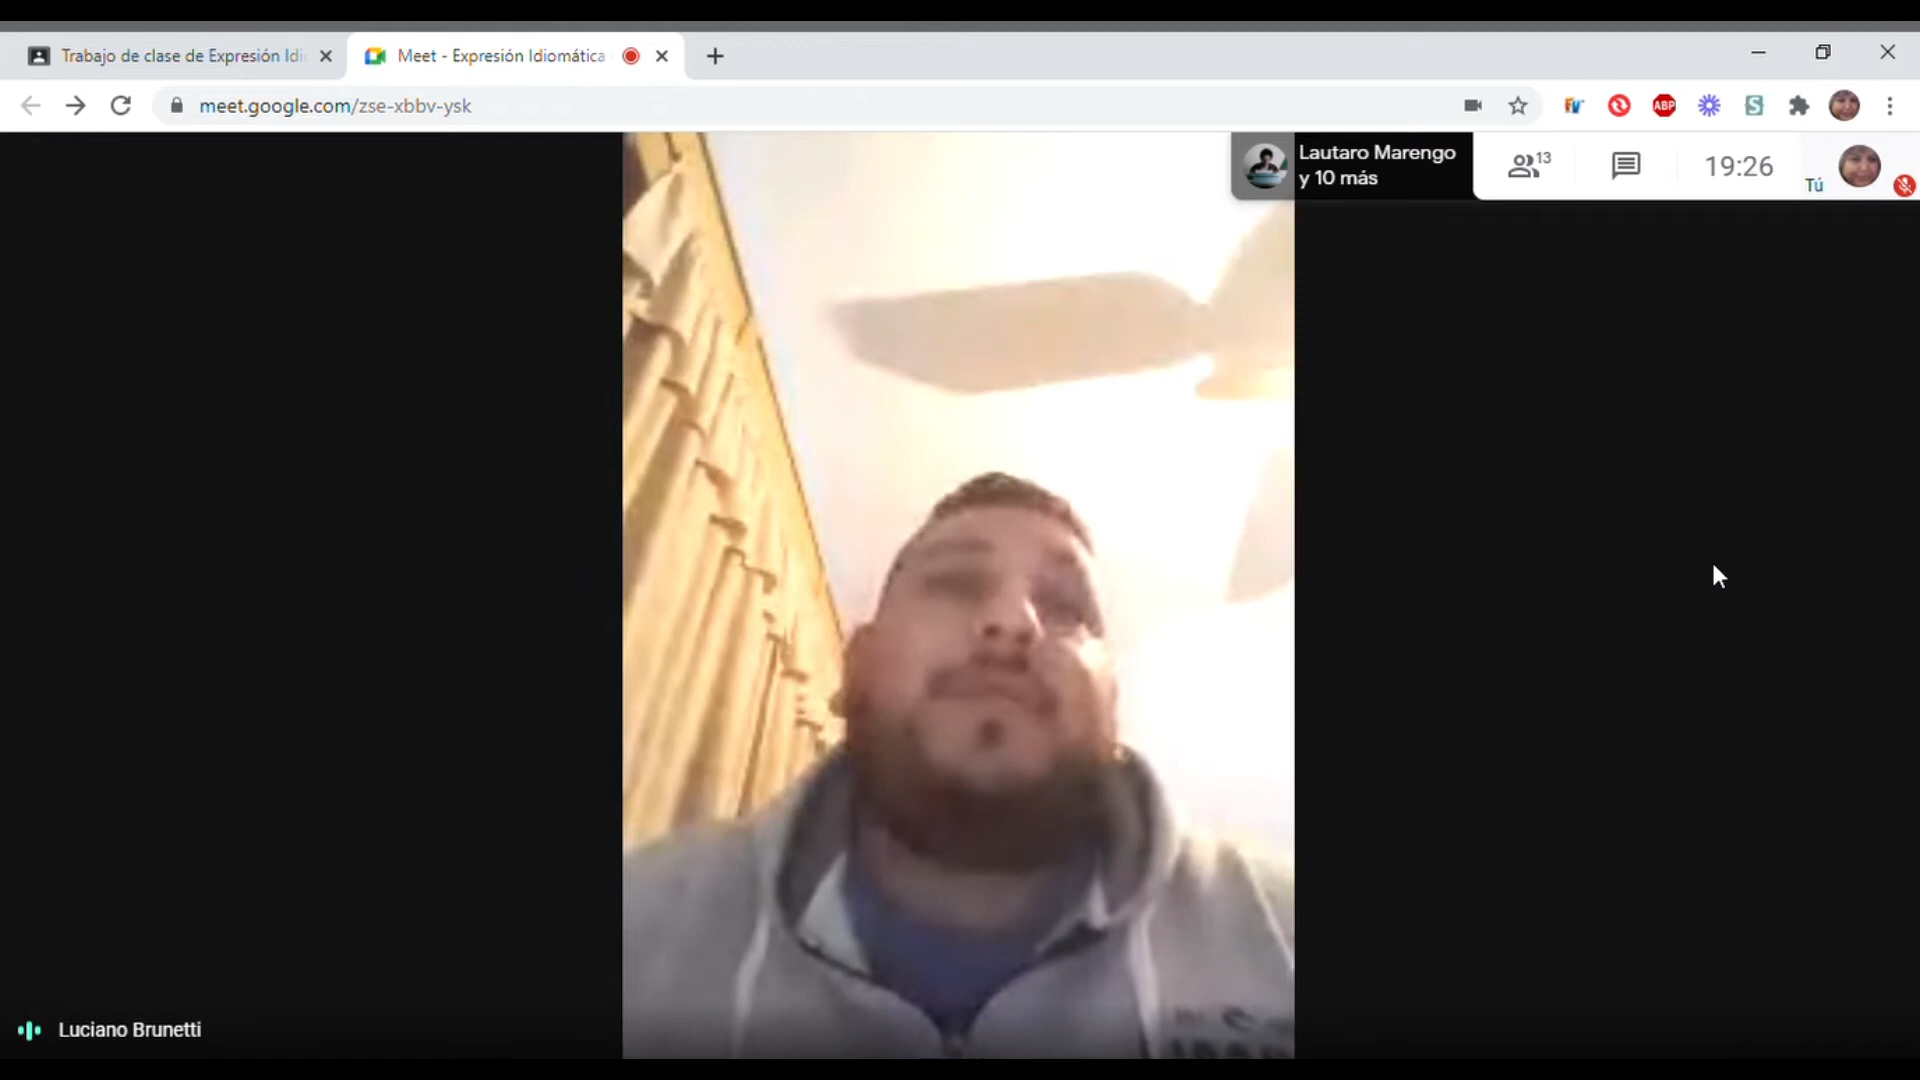 Trabajo de clase de Expresión Idi
Meet - Expresión Idiomática
meet.google.com/zse-xbbv-ysk
ABP
Lautaro Marengo
y 10 más
13
19:26
Tú
Luciano Brunetti